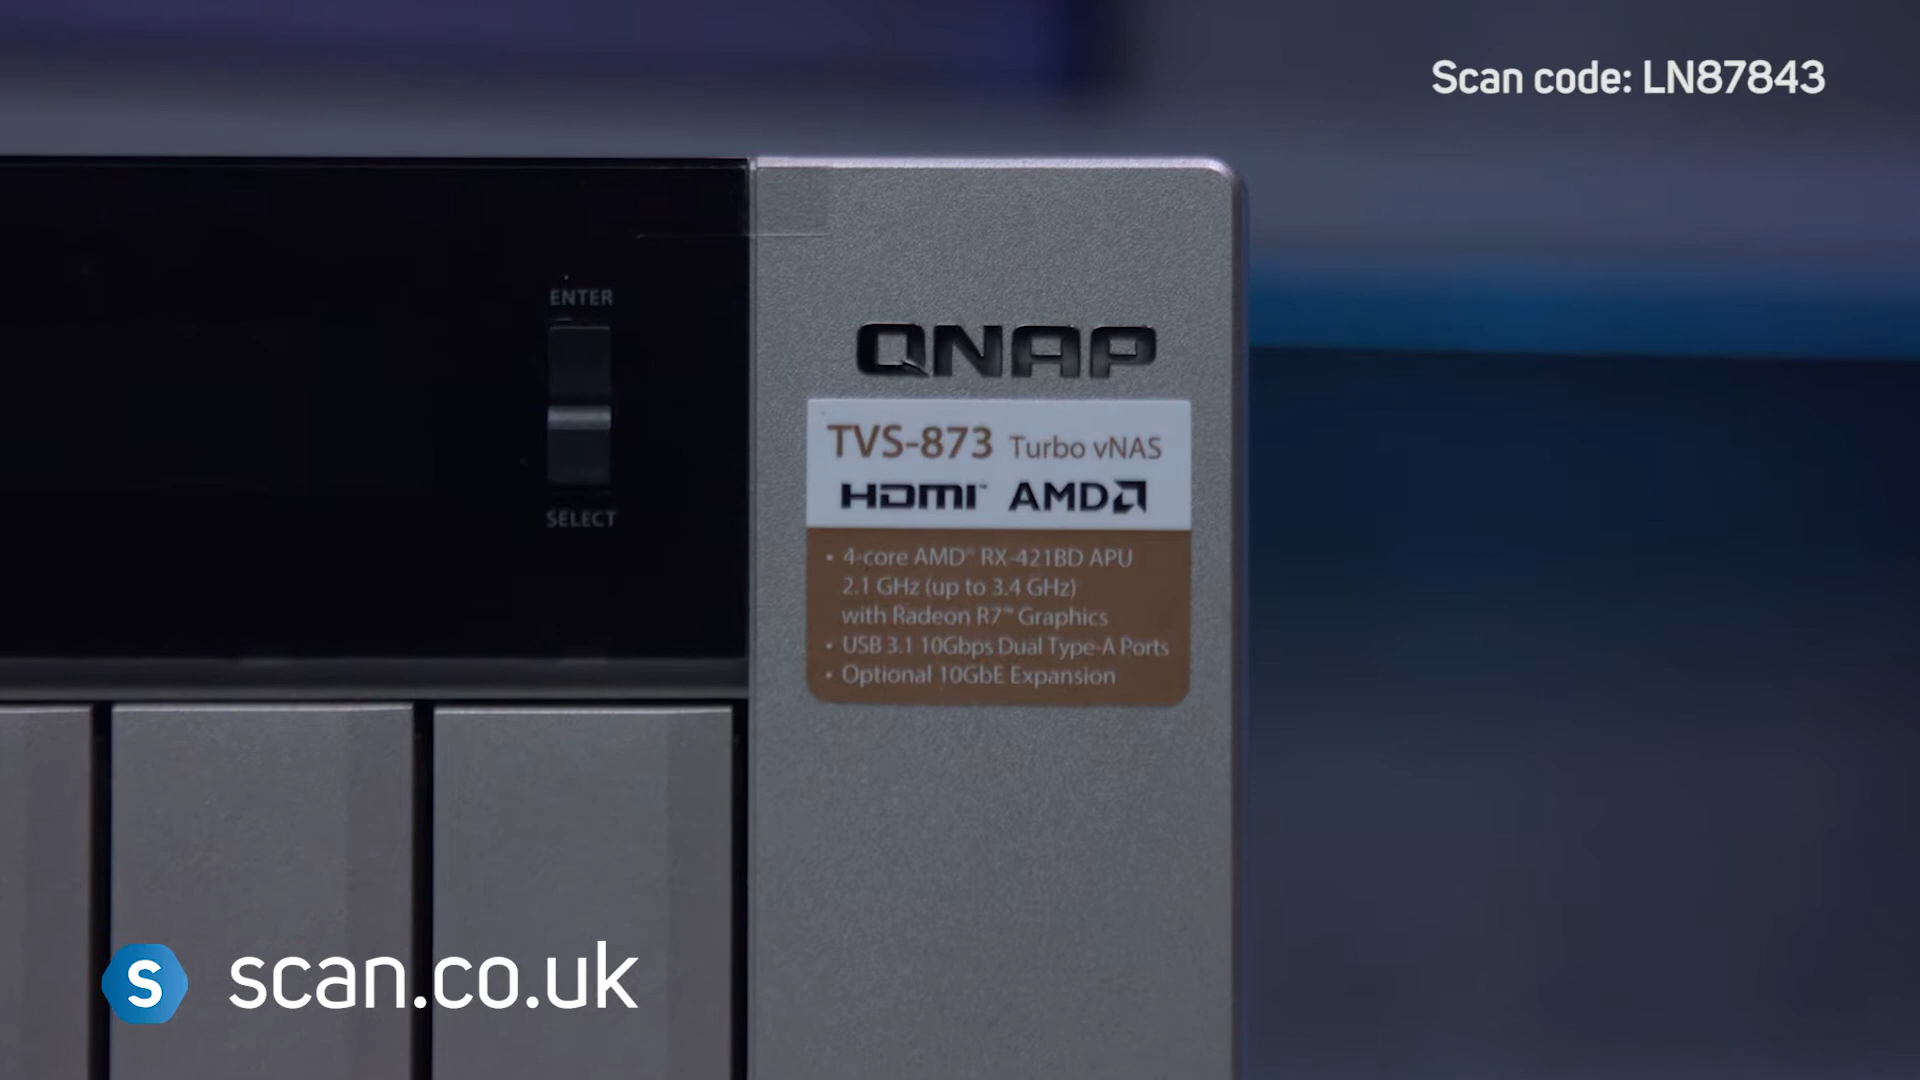 Scan code: LN87843
ENTER
SELECT
QNAP
TVS-873 Turbo vNAS
HDMI™ AMD
• 4-core AMD® RX-421BD APU
2.1 GHz (up to 3.4 GHz)
with Radeon R7™ Graphics
• USB 3.1 10Gbps Dual Type-A Ports
• Optional 10GbE Expansion
S scan.co.uk